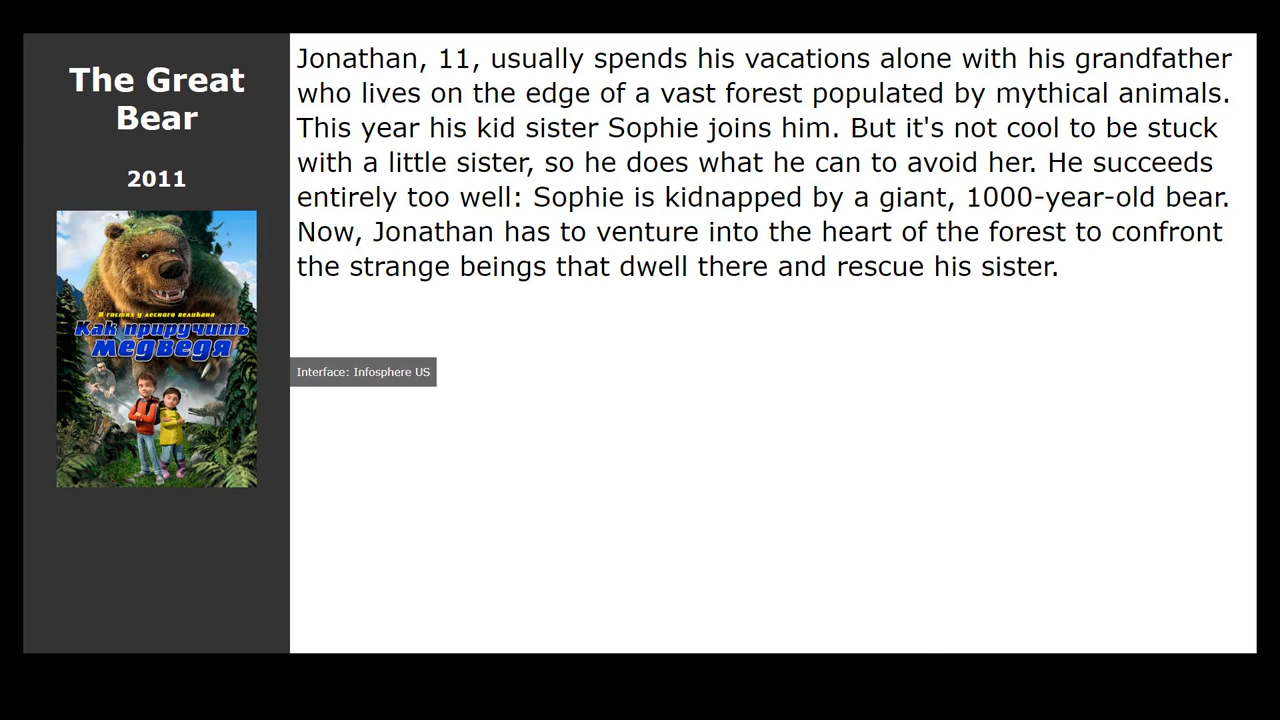 The Great
Bear
2011
В гостях у лесного великана
Как приручить
медведя
Jonathan, 11, usually spends his vacations alone with his grandfather
who lives on the edge of a vast forest populated by mythical animals.
This year his kid sister Sophie joins him. But it's not cool to be stuck
with a little sister, so he does what he can to avoid her. He succeeds
entirely too well: Sophie is kidnapped by a giant, 1000-year-old bear.
Now, Jonathan has to venture into the heart of the forest to confront
the strange beings that dwell there and rescue his sister.
Interface: Infosphere US